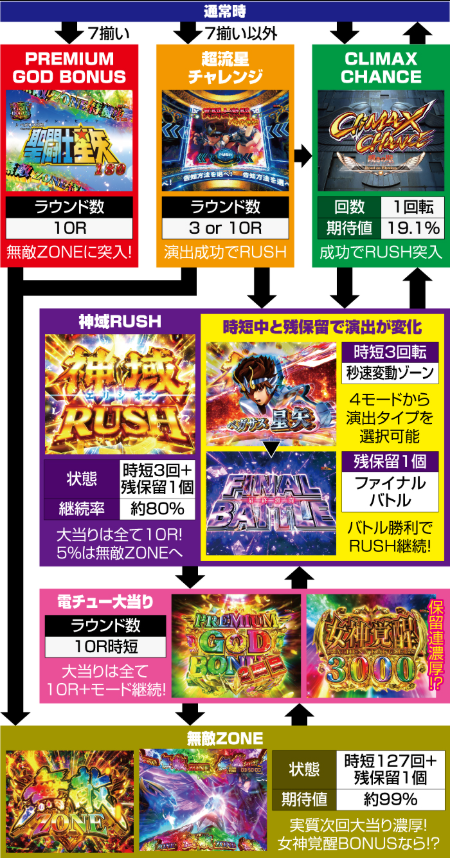 通常時
7揃い
7揃い以外
PREMIUM
GOD BONUS
聖闘士星矢
ラウンド数
10R
無敵ZONEに突入!
超流星
チャレンジ
ラウンド数
3 or 10R
演出成功でRUSH
CLIMAX
CHANCE
CLIMAX
CHANCE
回数
1回転
期待値
19.1%
成功でRUSH突入
神域RUSH
神域
エリシオン
RUSH
状態
時短3回+
残保留1個
継続率
約80%
大当りは全て10R!
5%は無敵ZONEへ
時短中と残保留で演出が変化
ペガサス星矢
時短3回転
秒速変動ゾーン
4モードから
演出タイプを
選択可能
FINAL
BATTLE
残保留1個
ファイナル
バトル
バトル勝利で
RUSH継続!
電チュー大当り
ラウンド数
10R時短
大当りは全て
10R+モード継続!
PREMIUM
GOD
BONUS
女神覚醒
3000
保留連濃厚!?
無敵ZONE
無敵
ZONE
状態
時短127回+
残保留1個
期待値
約99%
実質次回大当り濃厚!
女神覚醒BONUSなら!?